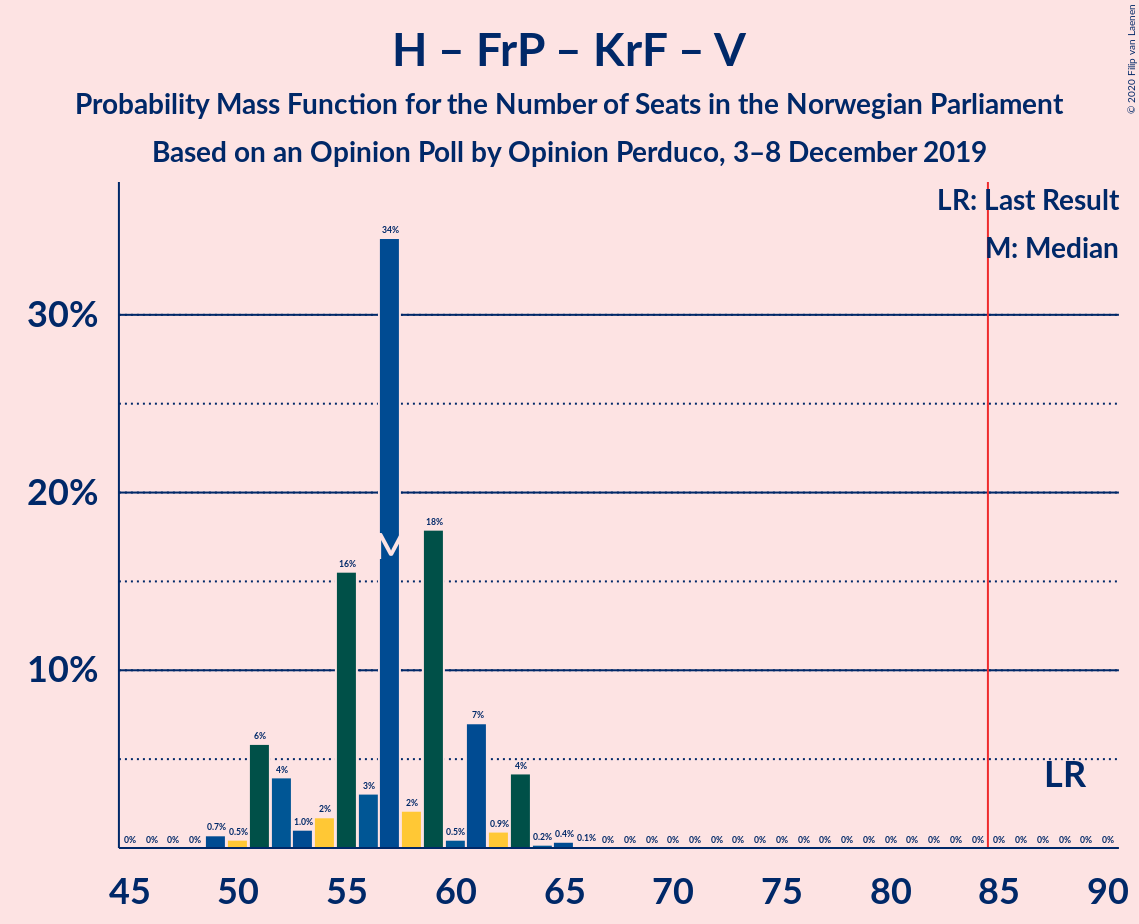 H – FrP – KrF – V
Probability Mass Function for the Number of Seats in the Norwegian Parliament
Based on an Opinion Poll by Opinion Perduco, 3–8 December 2019
© 2020 Filip van Laenen
LR: Last Result
M: Median
30%
20%
10%
0% 0% 0% 0% 0.7% 0.5% 6% 4% 1.0% 2% 16% 3% 34% 2% 18% 0.5% 7% 0.9% 4% 0.2% 0.4% 0.1% 0% 0% 0% 0% 0% 0% 0% 0% 0% 0% 0% 0% 0% 0% 0% 0% 0% 0% 0% 0% 0% 0% 0% 0%
M
LR
45 50 55 60 65 70 75 80 85 90